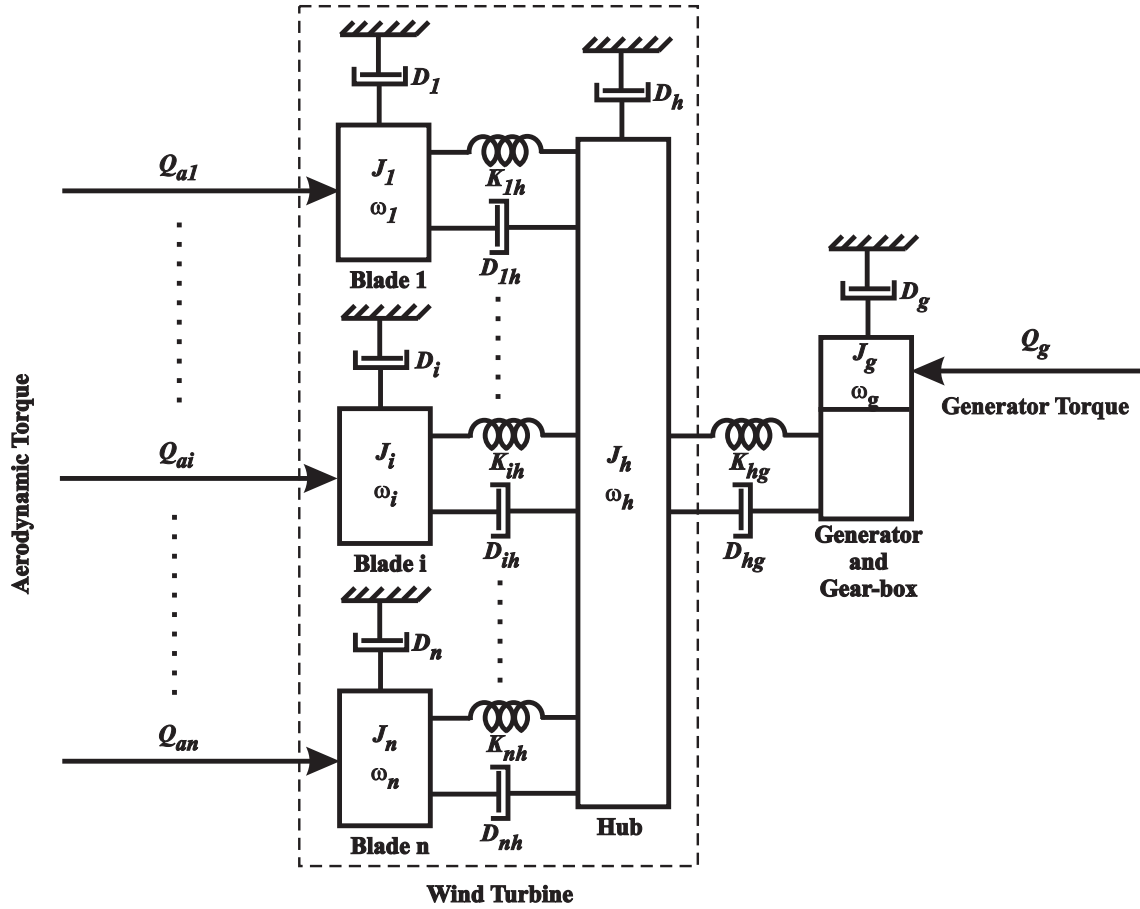 D1
Dh
Qa1
J1
ω1
K1h
D1h
Blade 1
Di
Dg
Qg
Jg
ωg
Generator Torque
Aerodynamic Torque
Qai
Ji
ωi
Kih
Dih
Blade i
Jh
ωh
Khg
Dhg
Generator
and
Gear-box
Dn
Qan
Jn
ωn
Knh
Dnh
Blade n
Hub
Wind Turbine